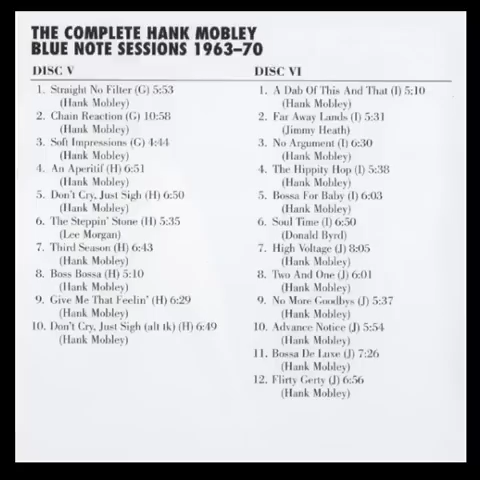 THE COMPLETE HANK MOBLEY
BLUE NOTE SESSIONS 1963–70
DISC V
1. Straight No Filter (G) 5:53
(Hank Mobley)
2. Chain Reaction (G) 10:58
(Hank Mobley)
3. Soft Impressions (G) 4:44
(Hank Mobley)
4. An Aperitif (H) 6:51
(Hank Mobley)
5. Don't Cry, Just Sigh (H) 6:50
(Hank Mobley)
6. The Steppin' Stone (H) 5:35
(Lee Morgan)
7. Third Season (H) 6:43
(Hank Mobley)
8. Boss Bossa (H) 5:10
(Hank Mobley)
9. Give Me That Feelin' (H) 6:29
(Hank Mobley)
10. Don't Cry, Just Sigh (alt tk) (H) 6:49
(Hank Mobley)
DISC VI
1. A Dab Of This And That (I) 5:10
(Hank Mobley)
2. Far Away Lands (I) 5:31
(Jimmy Heath)
3. No Argument (I) 6:30
(Hank Mobley)
4. The Hippity Hop (I) 5:38
(Hank Mobley)
5. Bossa For Baby (I) 6:03
(Hank Mobley)
6. Soul Time (I) 6:50
(Donald Byrd)
7. High Voltage (J) 8:05
(Hank Mobley)
8. Two And One (J) 6:01
(Hank Mobley)
9. No More Goodbys (J) 5:37
(Hank Mobley)
10. Advance Notice (J) 5:54
(Hank Mobley)
11. Bossa De Luxe (J) 7:26
(Hank Mobley)
12. Flirty Gerty (J) 6:56
(Hank Mobley)